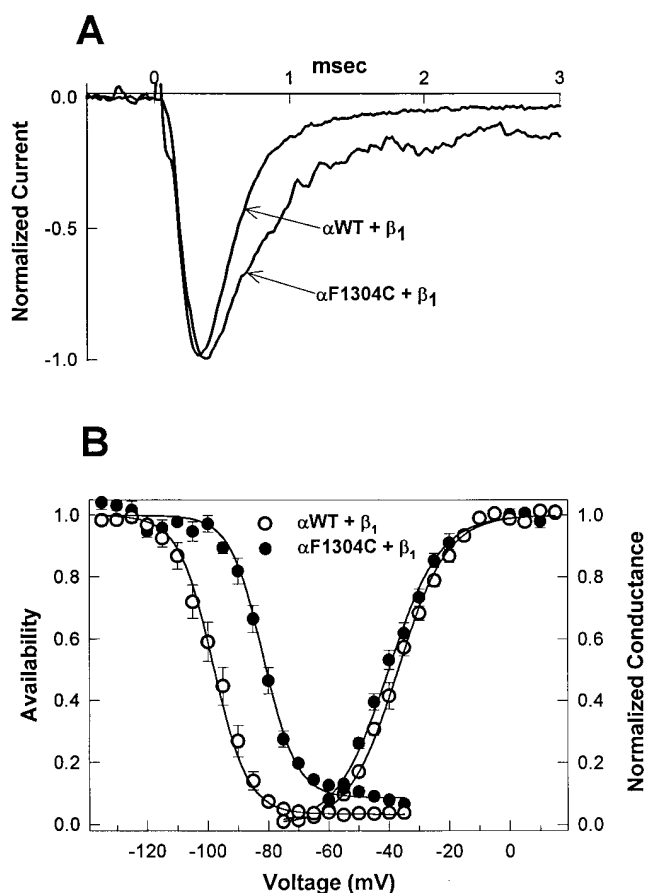 A
msec
0 1 2 3
0.0
-0.5
-1.0
Normalized Current
αWT + β₁
αF1304C + β₁
B
αWT + β₁
αF1304C + β₁
1.0
0.8
0.6
0.4
0.2
0.0
Availability
1.0
0.8
0.6
0.4
0.2
0.0
Normalized Conductance
-120 -100 -80 -60 -40 -20 0
Voltage (mV)